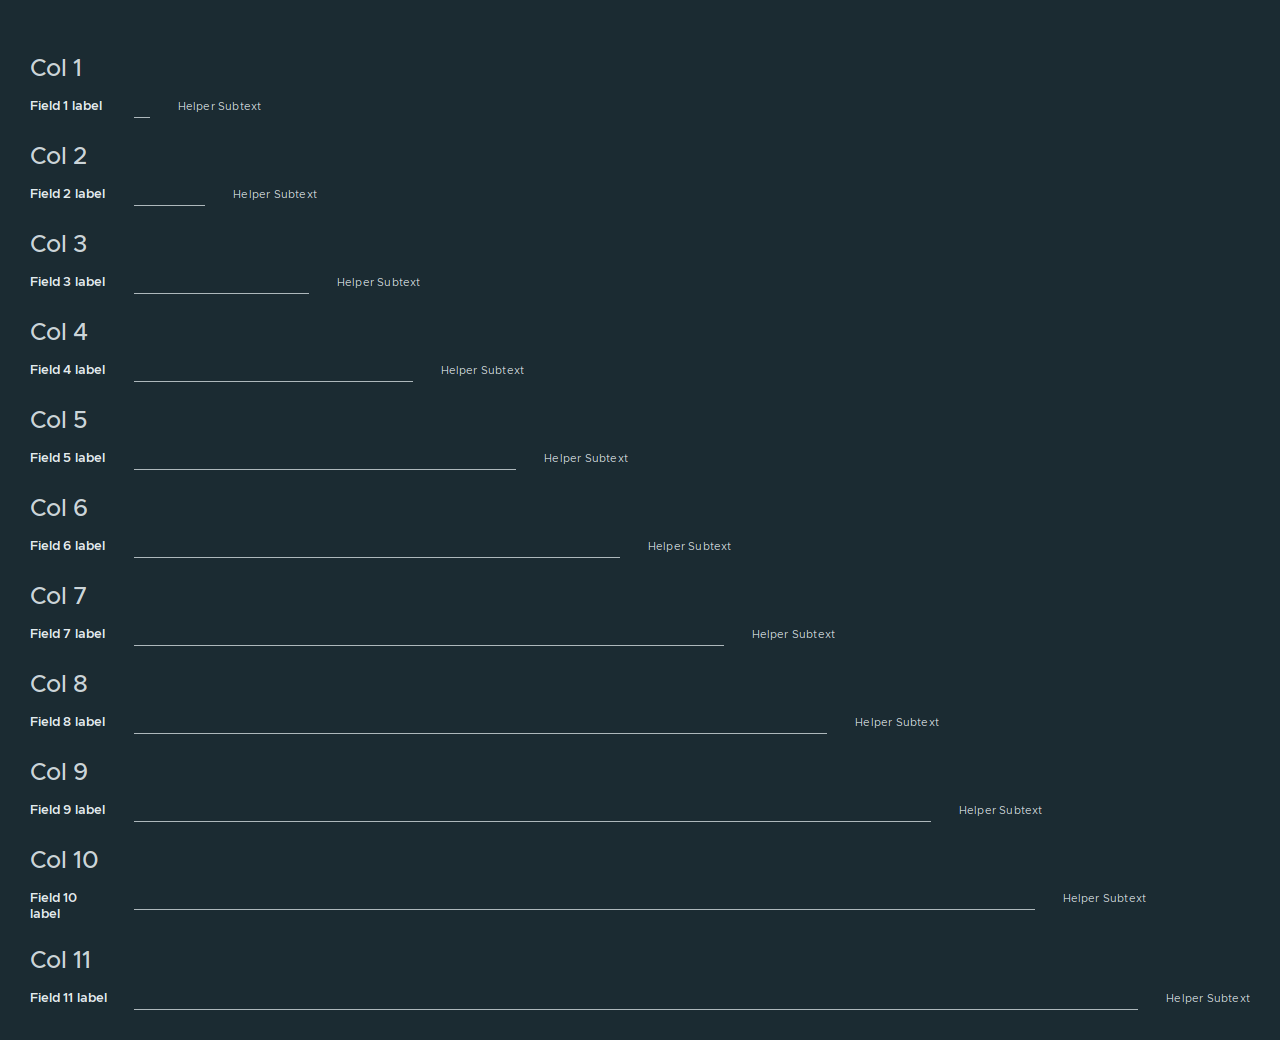 Col 1
Field 1 label Helper Subtext
Col 2
Field 2 label Helper Subtext
Col 3
Field 3 label Helper Subtext
Col 4
Field 4 label Helper Subtext
Col 5
Field 5 label Helper Subtext
Col 6
Field 6 label Helper Subtext
Col 7
Field 7 label Helper Subtext
Col 8
Field 8 label Helper Subtext
Col 9
Field 9 label Helper Subtext
Col 10
Field 10 Helper Subtext
label
Col 11
Field 11 label Helper Subtext